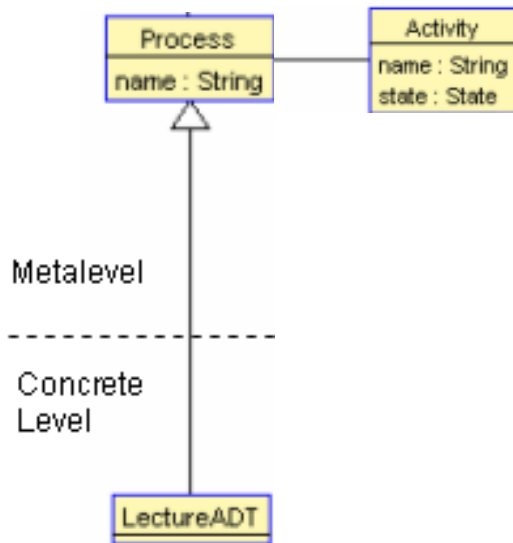 Process
name : String
Activity
name : String
state : State
Metalevel
Concrete
Level
LectureADT